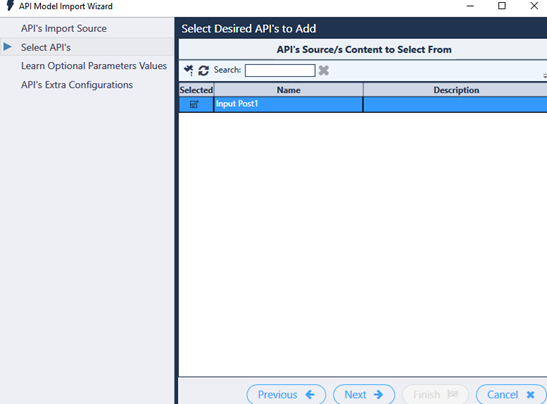 API Model Import Wizard
API's Import Source
Select API's
Learn Optional Parameters Values
API's Extra Configurations
Select Desired API's to Add
API's Source/s Content to Select From
Search:
Selected Name Description
Input Post1
Previous Next Finish Cancel